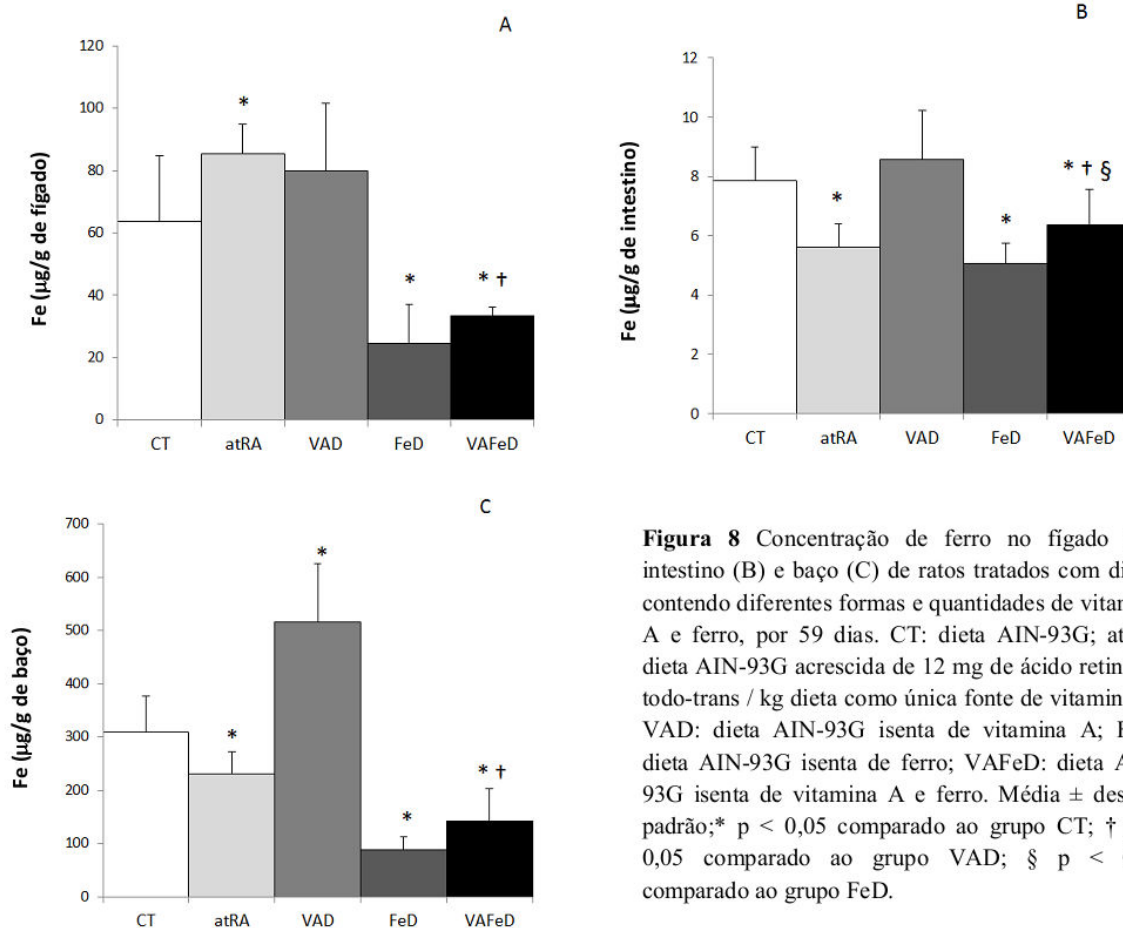 A
120
100
80
60
40
20
0
Fe (µg/g de fígado)
*
*
* †
CT atRA VAD FeD VAFeD
B
12
10
8
6
4
2
0
Fe (µg/g de intestino)
*
*
* † §
CT atRA VAD FeD VAFeD
C
700
600
500
400
300
200
100
0
Fe (µg/g de baço)
*
*
*
* †
CT atRA VAD FeD VAFeD
Figura 8 Concentração de ferro no fígado
intestino (B) e baço (C) de ratos tratados com
contendo diferentes formas e quantidades de
A e ferro, por 59 dias. CT: dieta AIN-93G;
dieta AIN-93G acrescida de 12 mg de ácido
todo-trans / kg dieta como única fonte de
VAD: dieta AIN-93G isenta de vitamina A;
dieta AIN-93G isenta de ferro; VAFeD: dieta
93G isenta de vitamina A e ferro. Média ±
padrão;* p < 0,05 comparado ao grupo CT; †
0,05 comparado ao grupo VAD; § p <
comparado ao grupo FeD.